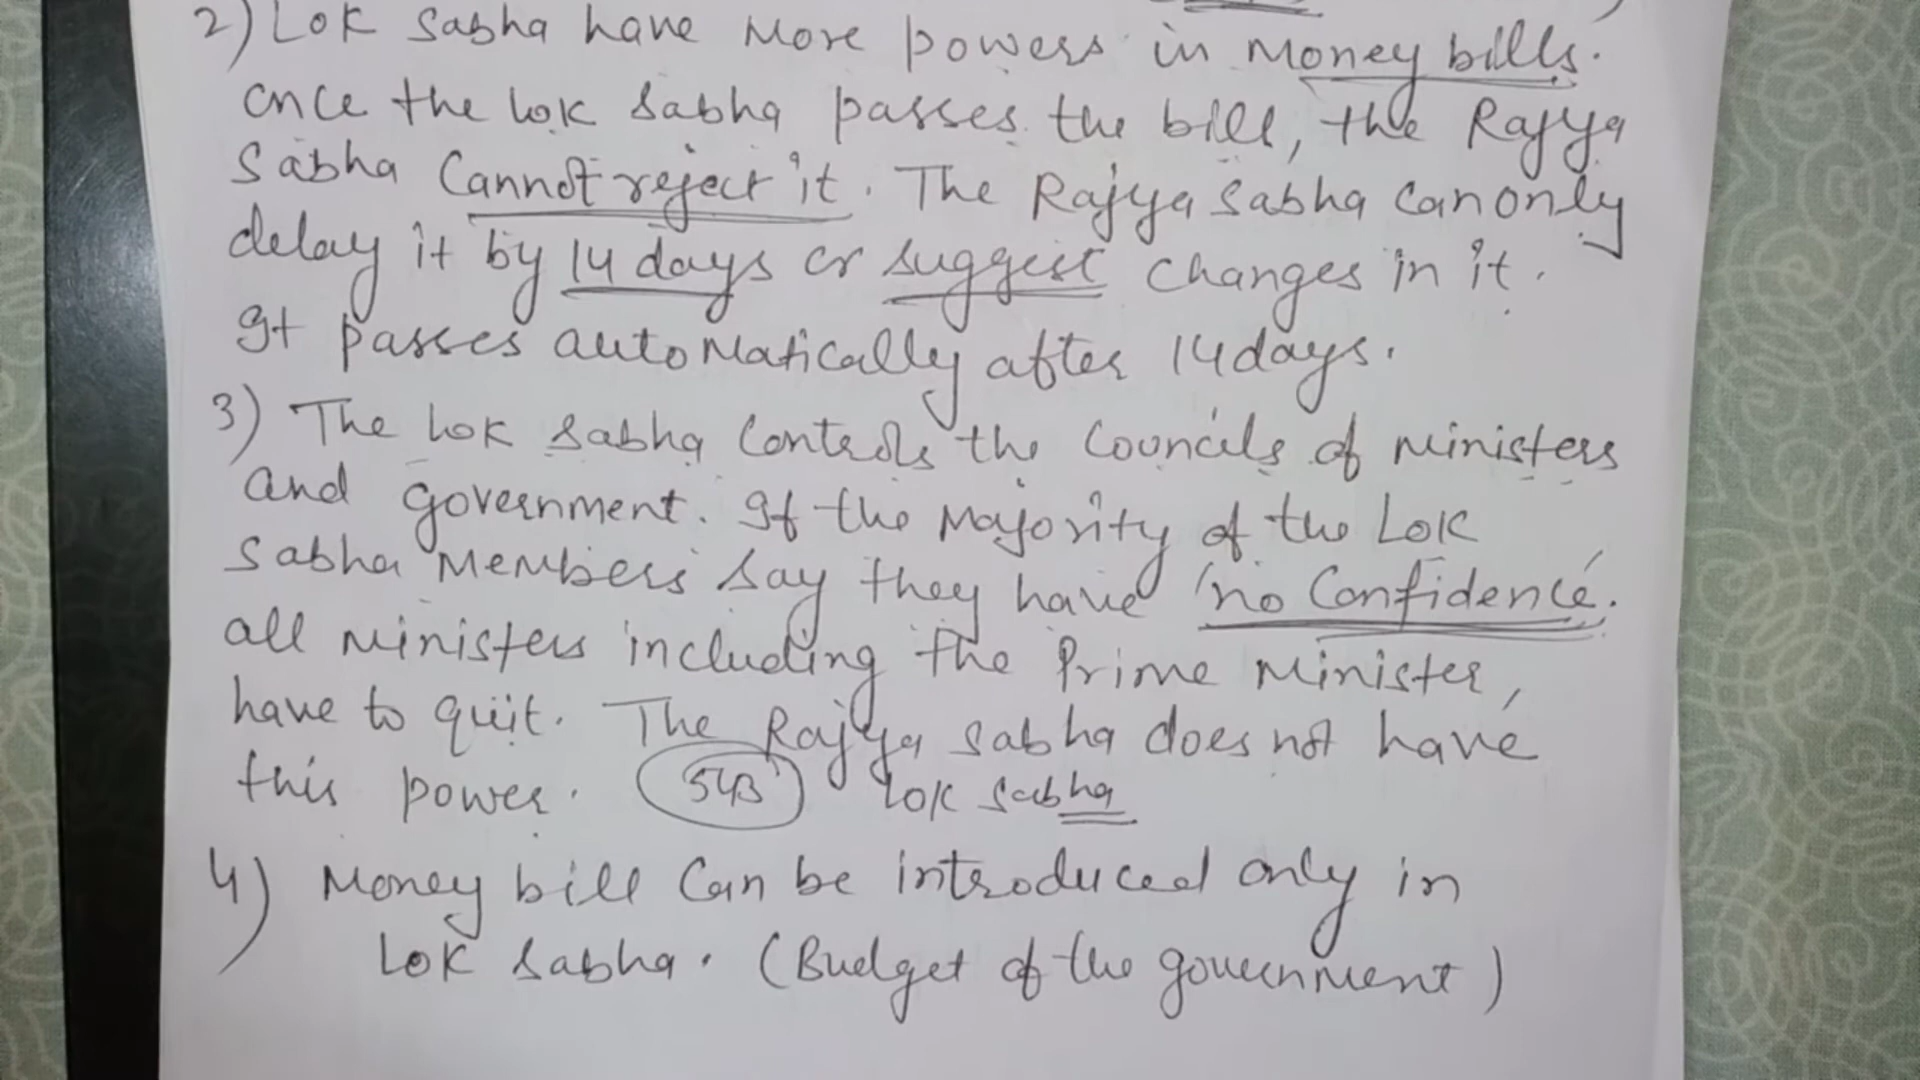 2) Lok Sabha have more powers in money bills.
Once the Lok Sabha passes the bill, the Rajya
Sabha Cannot reject it. The Rajya Sabha can only
delay it by 14 days or suggest changes in it.
It passes automatically after 14 days.
3) The Lok Sabha Controls the Councils of ministers
and government. If the majority of the Lok
Sabha members say they have 'no Confidence'.
all ministers including the Prime Minister,
have to quit. The Rajya Sabha does not have
this power. 543 Lok Sabha
4) Money bill Can be introduced only in
Lok Sabha. (Budget of the government)